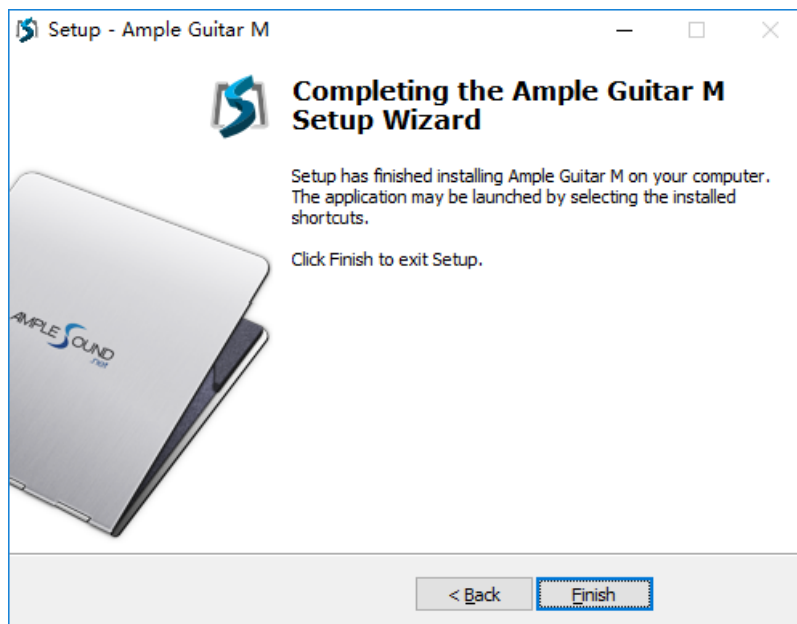 Setup - Ample Guitar M
Completing the Ample Guitar M
Setup Wizard
Setup has finished installing Ample Guitar M on your computer.
The application may be launched by selecting the installed
shortcuts.
Click Finish to exit Setup.
AMPLE SOUND
.net
< Back
Finish